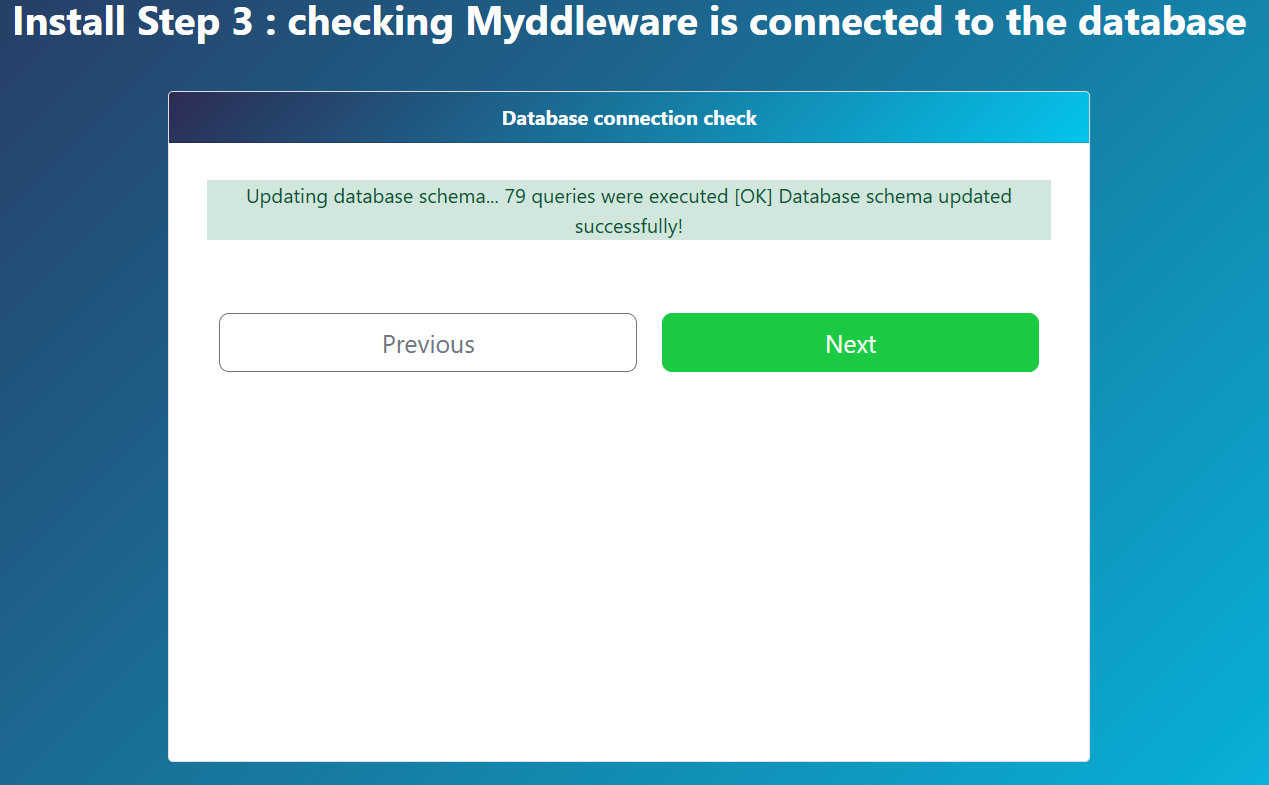 Install Step 3 : checking Myddleware is connected to the database
Database connection check
Updating database schema... 79 queries were executed [OK] Database schema updated
successfully!
Previous
Next